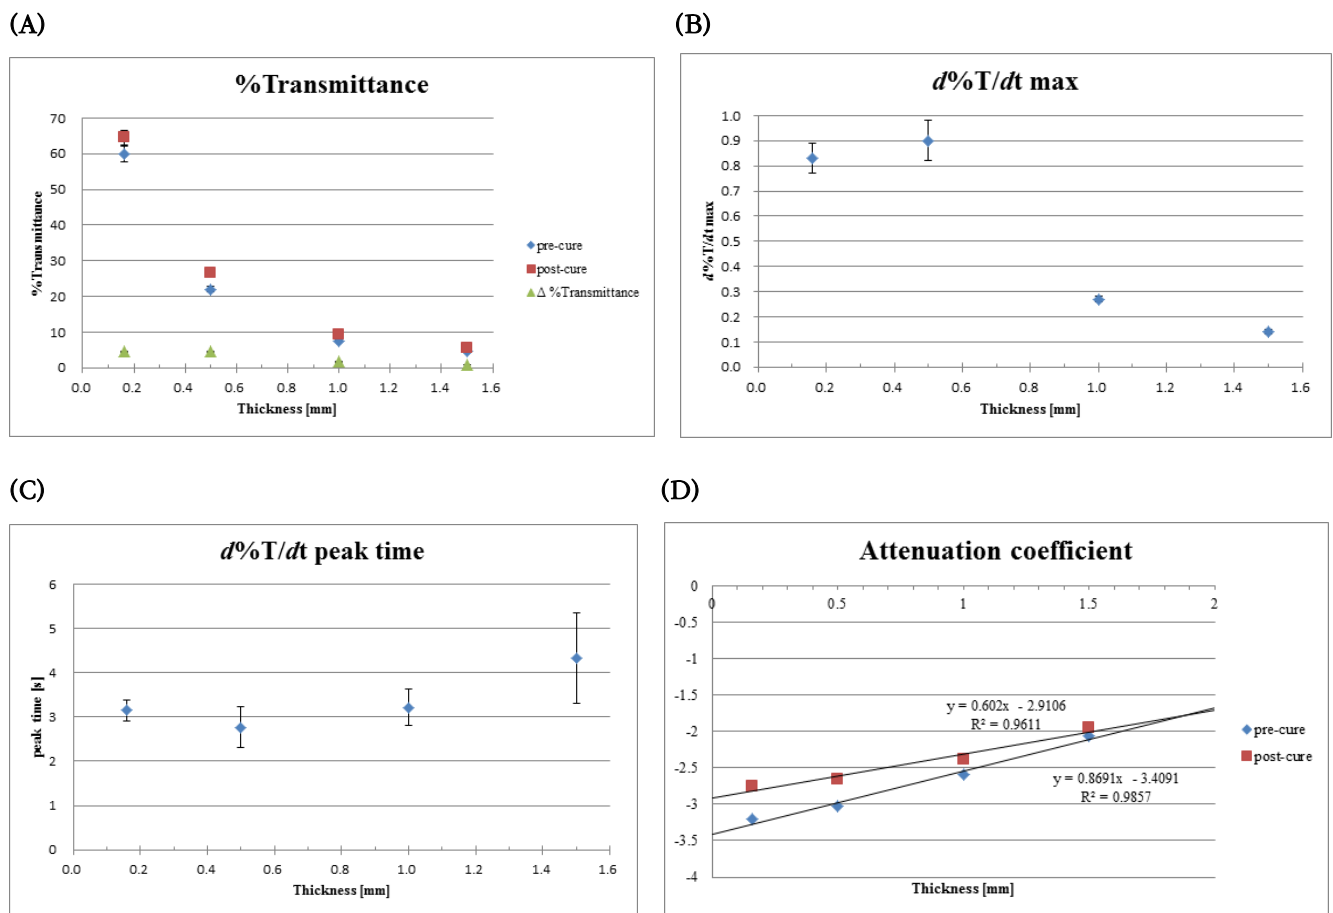 (A)
%Transmittance
70
60
50
40
30
20
10
0
%Transmittance
0.0 0.2 0.4 0.6 0.8 1.0 1.2 1.4 1.6
Thickness [mm]
pre-cure
post-cure
Δ %Transmittance
(B)
d%T/dt max
1.0
0.9
0.8
0.7
0.6
0.5
0.4
0.3
0.2
0.1
0.0
d%T/dt max
0.0 0.2 0.4 0.6 0.8 1.0 1.2 1.4 1.6
Thickness [mm]
(C)
d%T/dt peak time
6
5
4
3
2
1
0
peak time [s]
0.0 0.2 0.4 0.6 0.8 1.0 1.2 1.4 1.6
Thickness [mm]
(D)
Attenuation coefficient
0
-0.5
-1
-1.5
-2
-2.5
-3
-3.5
-4
0 0.5 1 1.5 2
y = 0.602x - 2.9106
R² = 0.9611
y = 0.8691x - 3.4091
R² = 0.9857
pre-cure
post-cure
Thickness [mm]